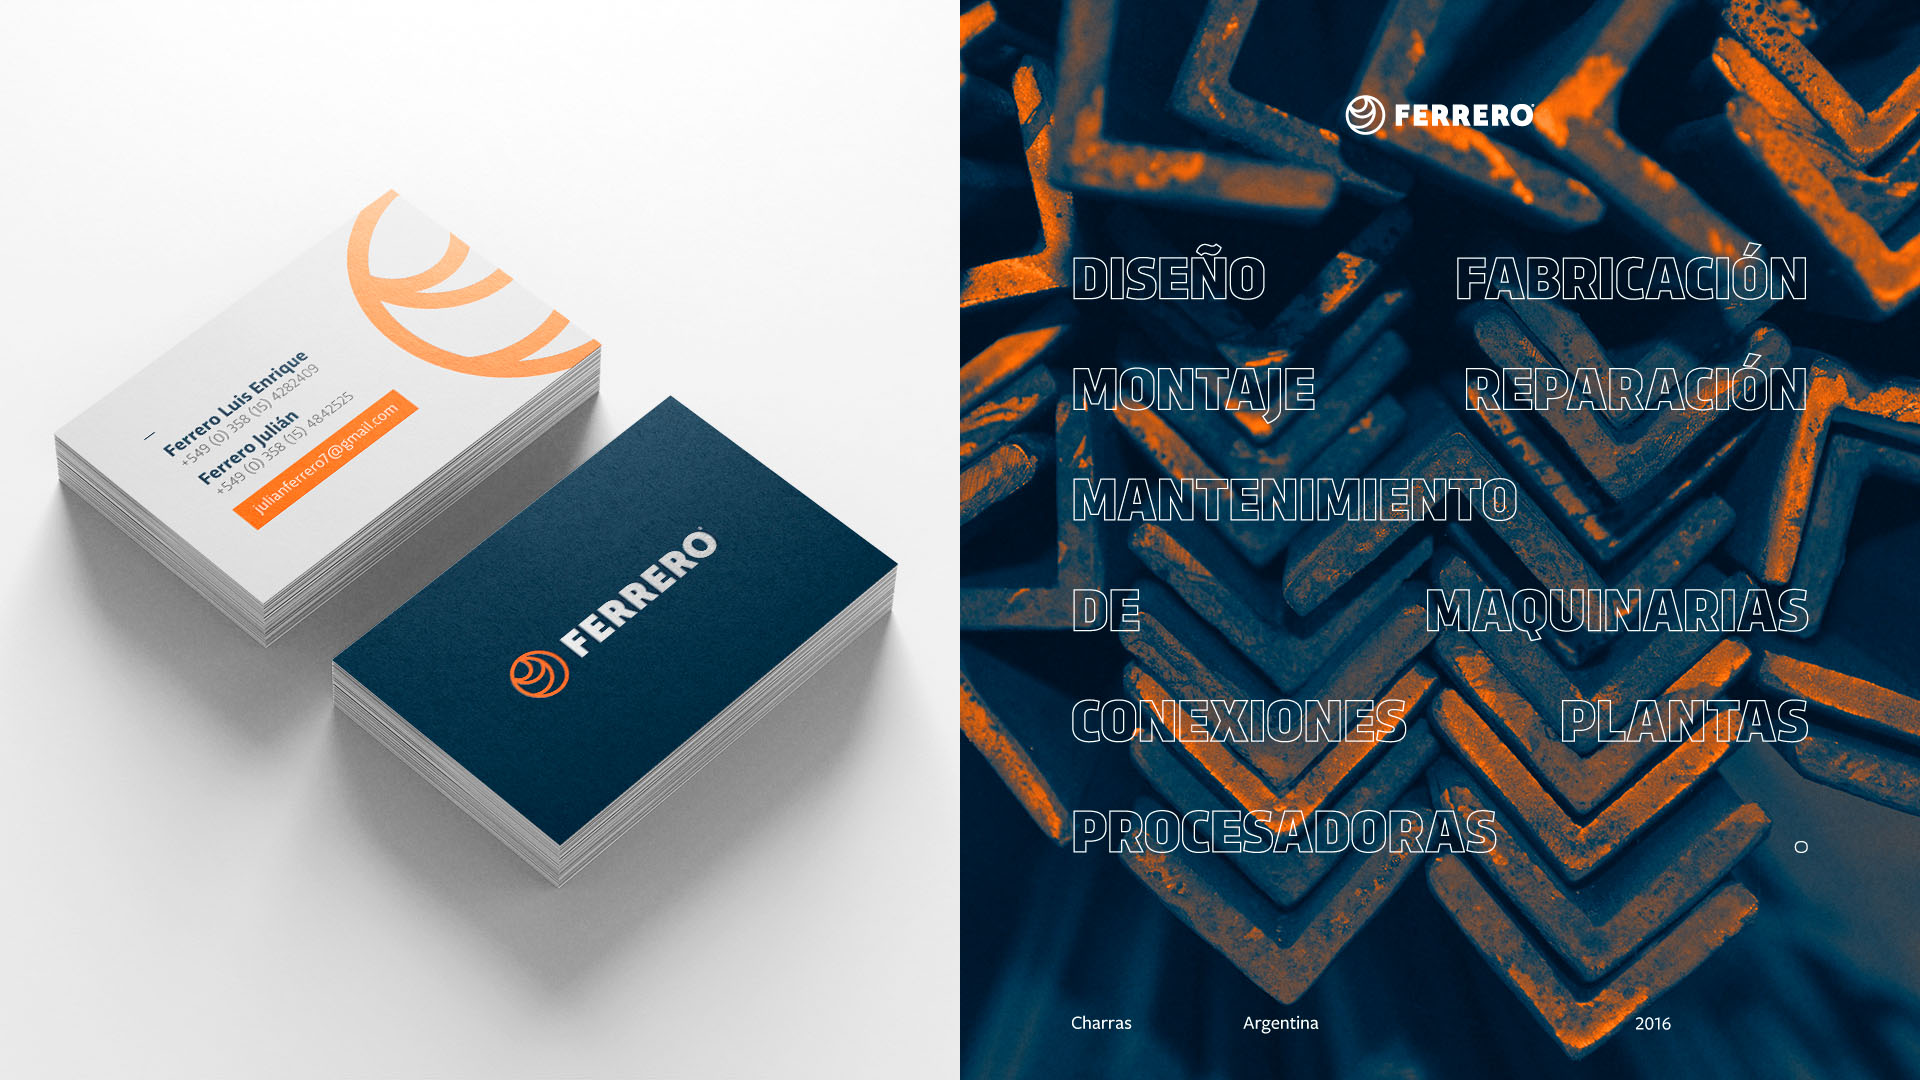 Ferrero Luis Enrique
+549 (0) 358 (15) 4282409
Ferrero Julián
+549 (0) 358 (15) 4842525
julianferrero7@gmail.com
FERRERO
FERRERO
DISEÑO FABRICACIÓN
MONTAJE REPARACIÓN
MANTENIMIENTO
DE MAQUINARIAS
CONEXIONES PLANTAS
PROCESADORAS .
Charras Argentina 2016